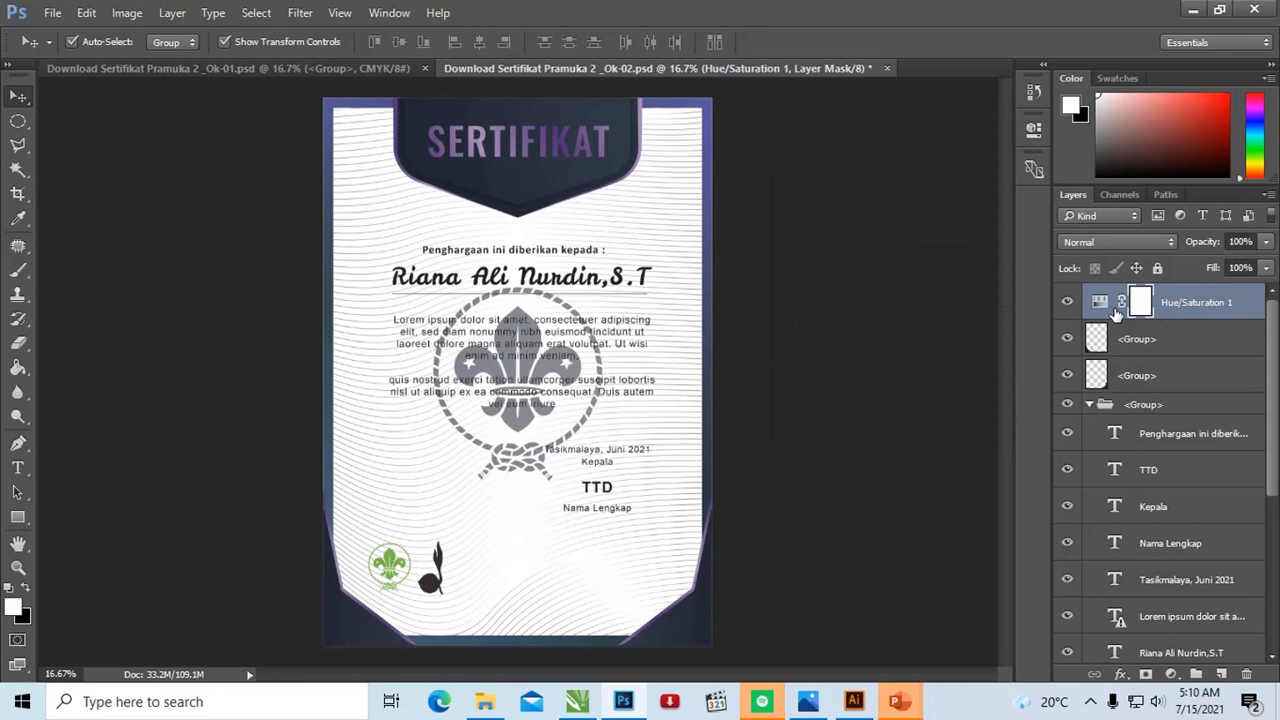 Ps File Edit Image Layer Type Select Filter View Window Help
Auto-Select: Group Show Transform Controls Essentials
Download Sertifikat Pramuka 2 _Ok-01.psd @ 16.7% (<Group>, CMYK/8#) × Download Sertifikat Pramuka 2 _Ok-02.psd @ 16.7% (Hue/Saturation 1, Layer Mask/8) * ×
Color Swatches
SERTIFIKAT
Penghargaan ini diberikan kepada :
Riana Ali Nurdin,S.T
Lorem ipsum dolor sit amet, consectetuer adipiscing
elit, sed diam nonummy nibh euismod tincidunt ut
laoreet dolore magna aliquam erat volutpat. Ut wisi
enim ad minim veniam,
quis nostrud exerci tation ullamcorper suscipit lobortis
nisl ut aliquip ex ea commodo consequat. Duis autem
vel eum iriure
Tasikmalaya, Juni 2021
Kepala
TTD
Nama Lengkap
Layers Channels Paths
Kind
Normal Opacity: 100%
Fill: 100%
Hue/Saturation 1
<Group>
<Group>
<Group>
Penghargaan ini diberik...
TTD
Kepala
Nama Lengkap
Tasikmalaya, Juni 2021
Lorem ipsum dolor sit a...
Riana Ali Nurdin,S.T
16.67% Doc: 33.2M/109.1M
Type here to search
321
Ps Ai
20°C
5:10 AM
7/15/2021
2